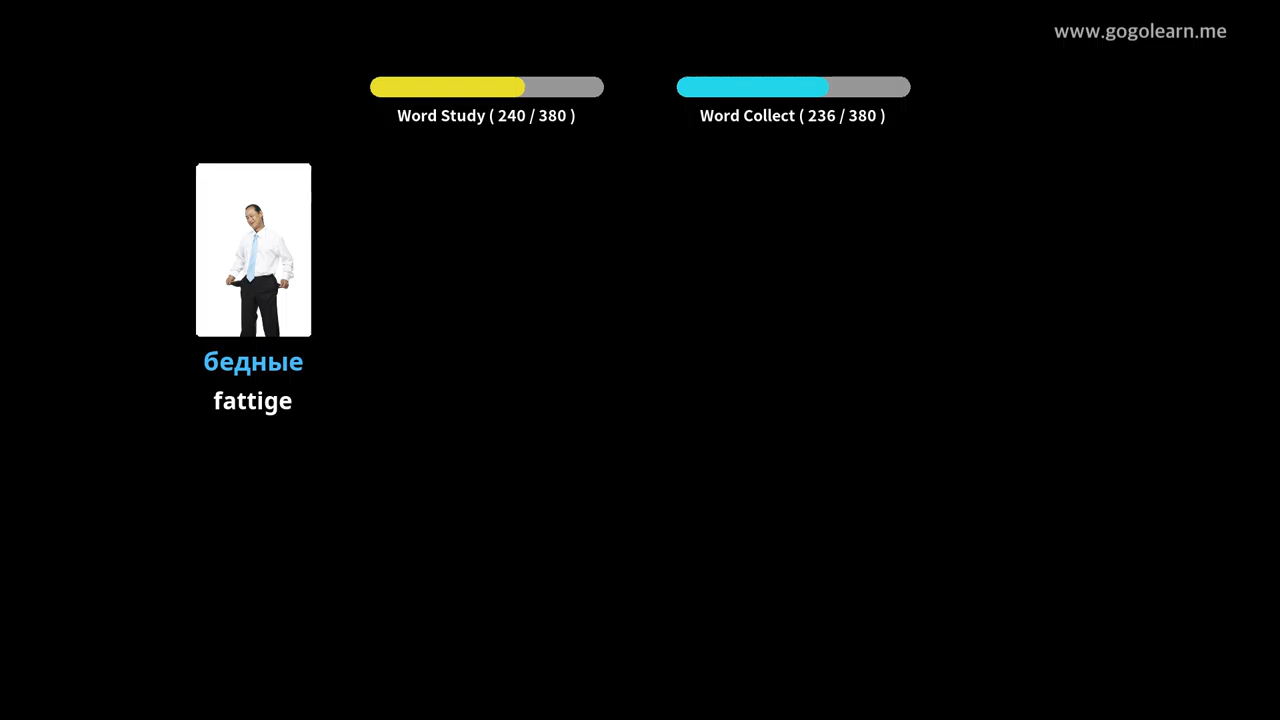 www.gogolearn.me
Word Study ( 240 / 380 )
Word Collect ( 236 / 380 )
бедные
fattige